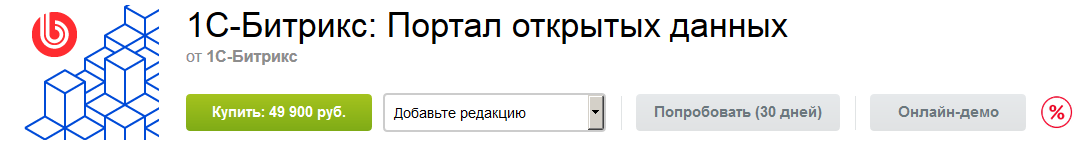 1С-Битрикс: Портал открытых данных
от 1С-Битрикс
Купить: 49 900 руб. Добавьте редакцию Попробовать (30 дней) Онлайн-демо %